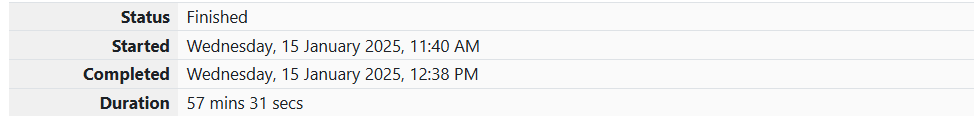 Status Finished
Started Wednesday, 15 January 2025, 11:40 AM
Completed Wednesday, 15 January 2025, 12:38 PM
Duration 57 mins 31 secs